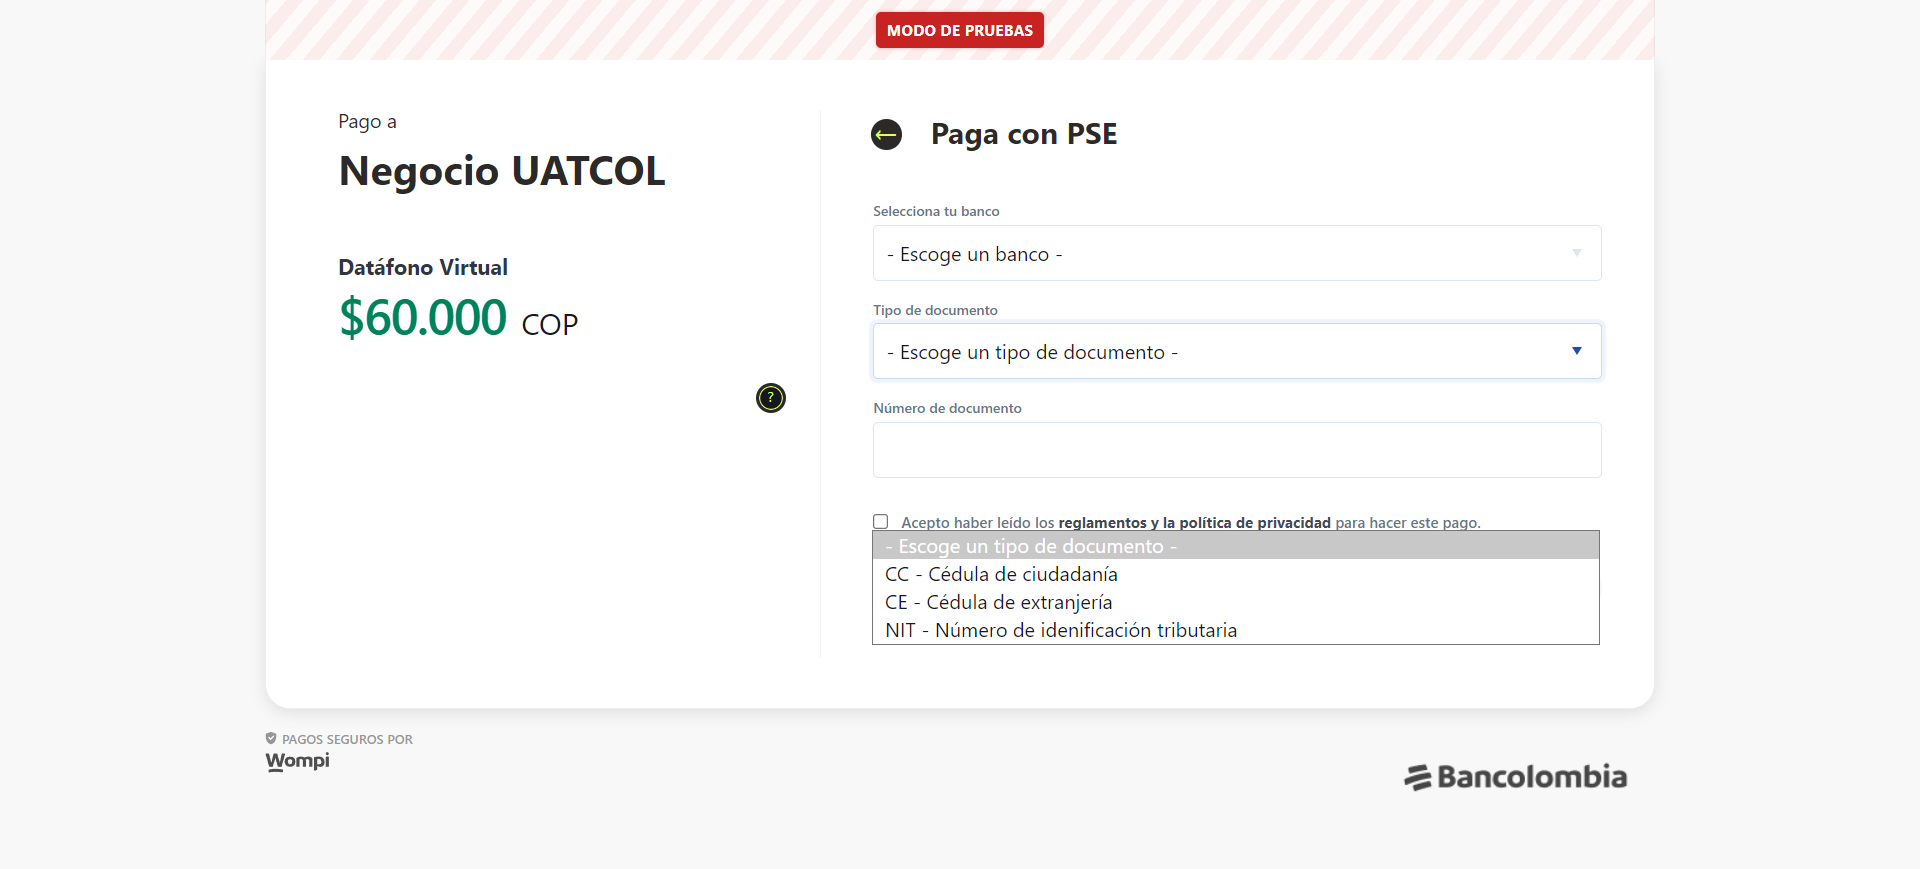 MODO DE PRUEBAS
Pago a
Negocio UATCOL
Datáfono Virtual
$60.000 COP
?
Paga con PSE
Selecciona tu banco
- Escoge un banco -
Tipo de documento
- Escoge un tipo de documento -
Número de documento
Acepto haber leído los reglamentos y la política de privacidad para hacer este pago.
- Escoge un tipo de documento -
CC - Cédula de ciudadanía
CE - Cédula de extranjería
NIT - Número de idenificación tributaria
PAGOS SEGUROS POR
Wompi
Bancolombia